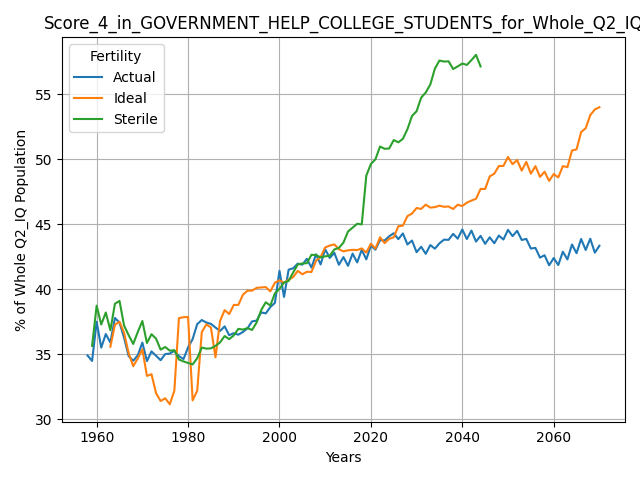 Score_4_in_GOVERNMENT_HELP_COLLEGE_STUDENTS_for_Whole_Q2_IQ
Fertility
Actual
Ideal
Sterile
% of Whole Q2_IQ Population
55
50
45
40
35
30
1960
1980
2000
2020
2040
2060
Years